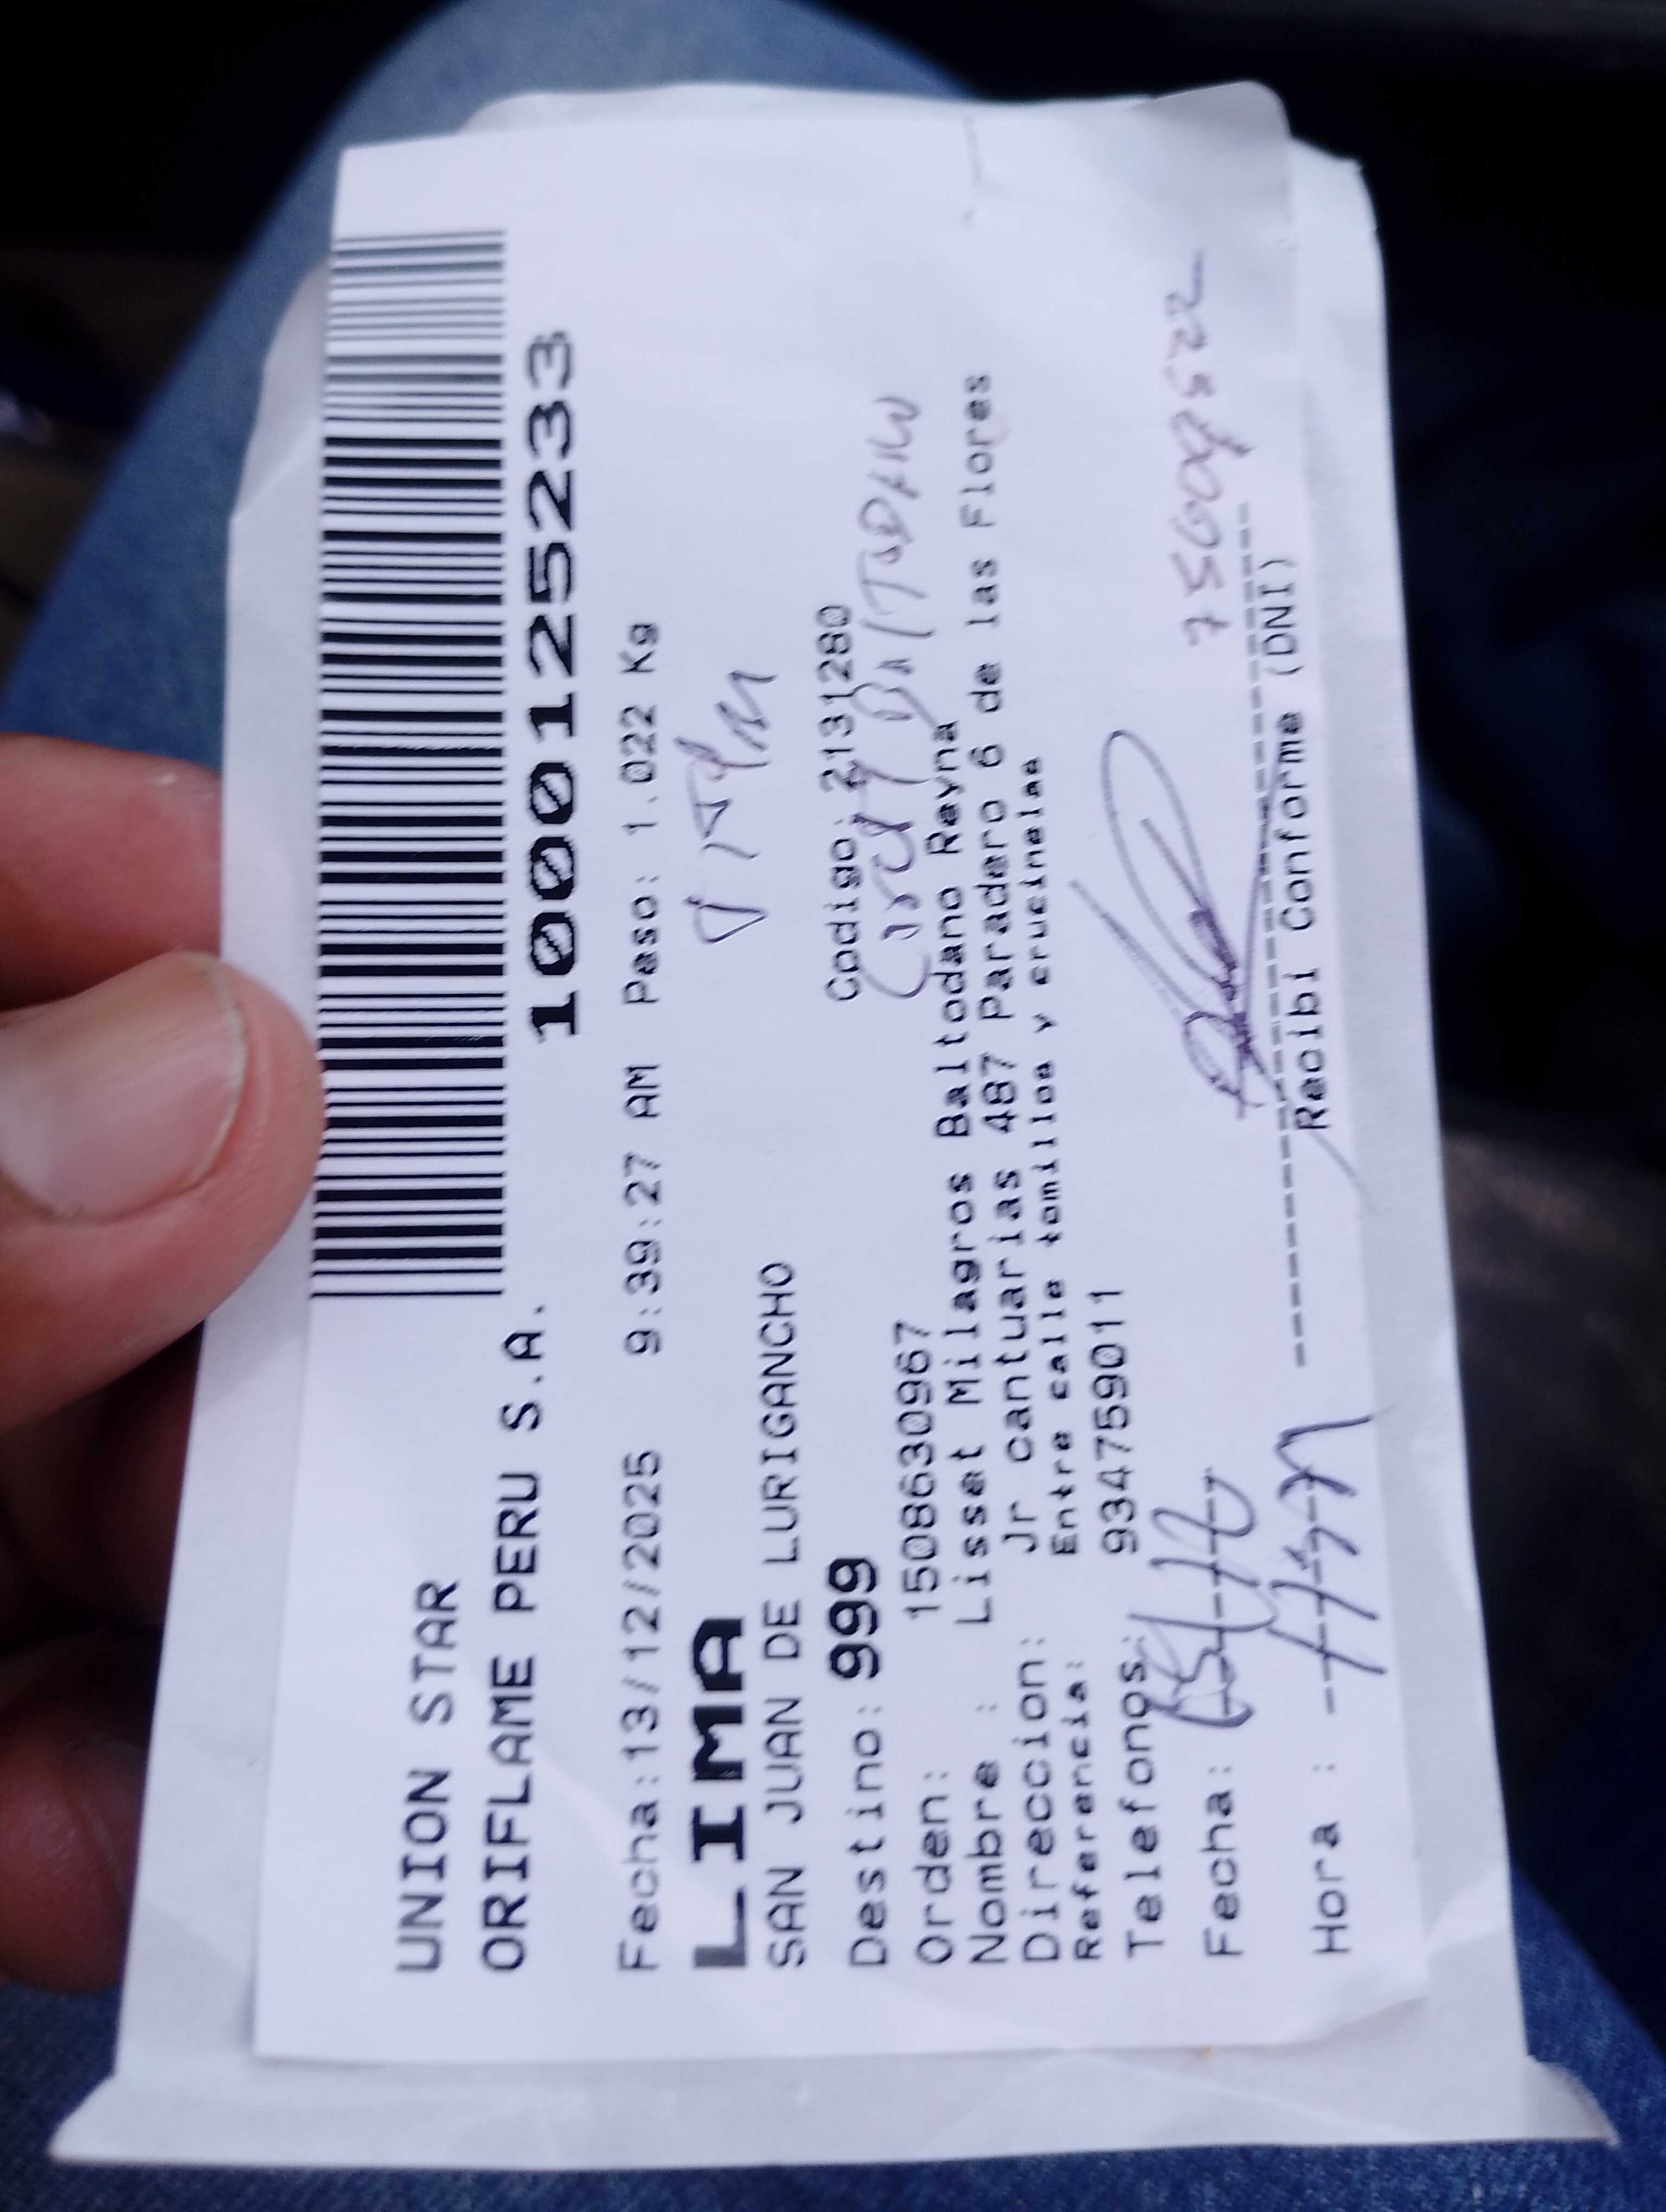 UNION STAR
ORIFLAME PERU S.A.
1000125233
Fecha:13/12/2025 9:39:27 AM Peso: 1.022 Kg
LIMA
SAN JUAN DE LURIGANCHO
Destino: 999 Codigo: 2131280
Orden: 1508630967
Nombre : Lisset Milagros Baltodano Reyna
Direccion: Jr cantuarias 487 Paradero 6 de las Flores
Referencia: Entre calle tomillos y crucinelas
Telefonos: 934759011
Fecha:
Hora :
Recibi Conforme (DNI)